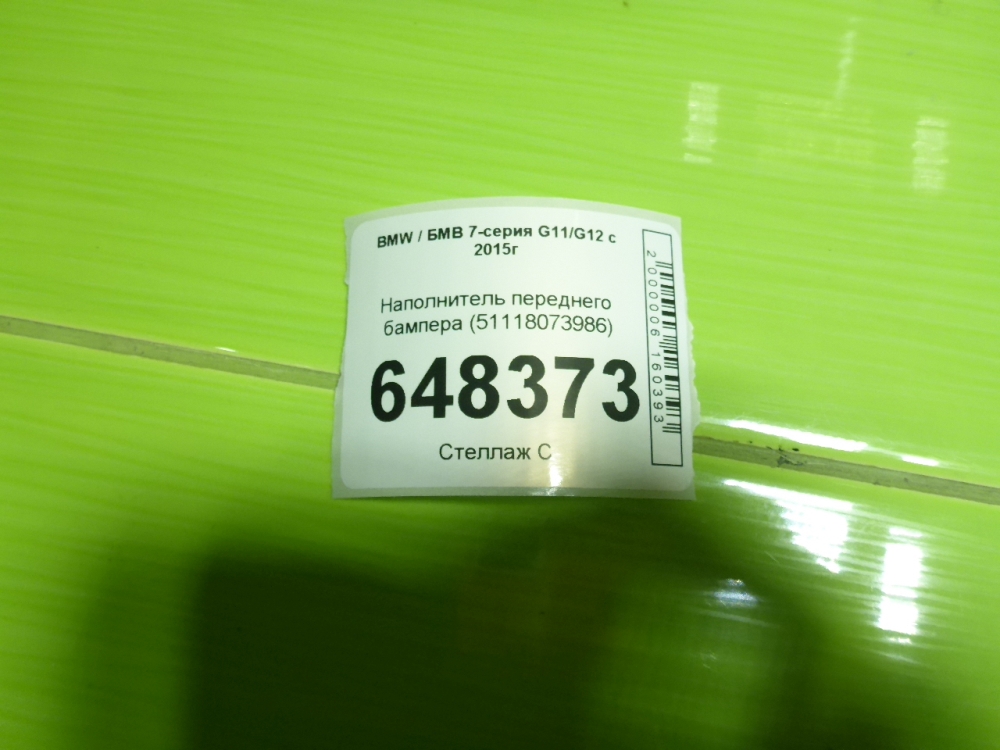 BMW / БМВ 7-серия G11/G12 с
2015г
Наполнитель переднего
бампера (51118073986)
648373
Стеллаж С
2000006160393